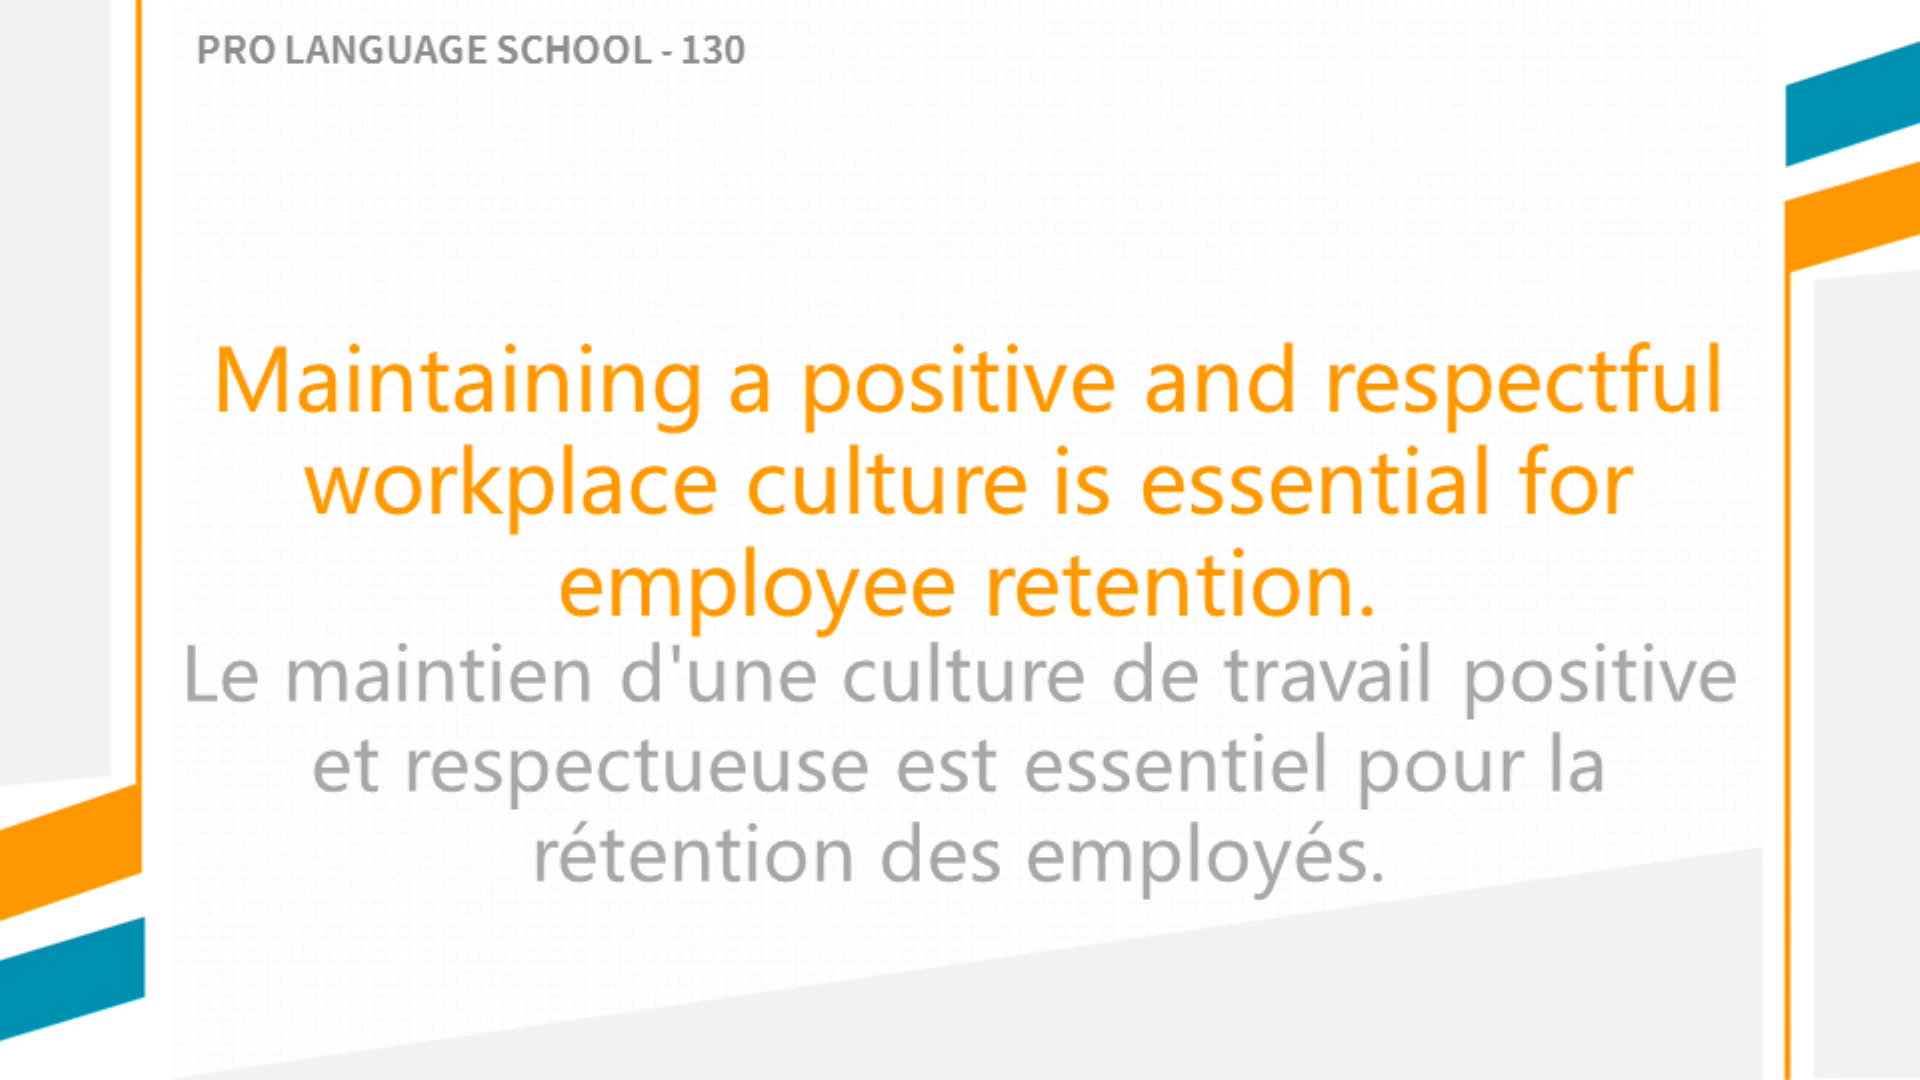 PRO LANGUAGE SCHOOL - 130
Maintaining a positive and respectful
workplace culture is essential for
employee retention.
Le maintien d'une culture de travail positive
et respectueuse est essentiel pour la
rétention des employés.